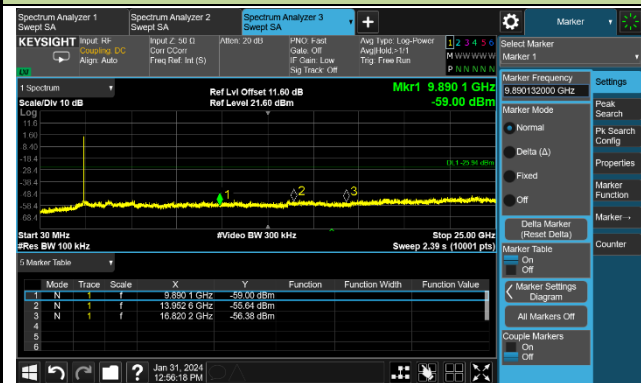 Spectrum Analyzer 1
Swept SA
Spectrum Analyzer 2
Swept SA
Spectrum Analyzer 3
Swept SA
+
Marker
KEYSIGHT
Input: RF
Coupling: DC
Align: Auto
Input Z: 50 Ω
Corr CCorr
Freq Ref: Int (S)
Atten: 20 dB
PNO: Fast
Gate: Off
IF Gain: Low
Sig Track: Off
Avg Type: Log-Power
Avg|Hold:>1/1
Trig: Free Run
1 2 3 4 5 6
M W W W W W
P N N N N N
Select Marker
Marker 1
1 Spectrum
Scale/Div 10 dB
Ref Lvl Offset 11.60 dB
Ref Level 21.60 dBm
Mkr1 9.890 1 GHz
-59.00 dBm
Log
11.6
1.60
-8.40
-18.4
-28.4
-38.4
-48.4
-58.4
-68.4
DL1 -25.94 dBm
1
2
3
Start 30 MHz
#Res BW 100 kHz
#Video BW 300 kHz
Stop 25.00 GHz
Sweep 2.39 s (10001 pts)
5 Marker Table
Mode Trace Scale X Y Function Function Width Function Value
1 N 1 f 9.890 1 GHz -59.00 dBm
2 N 1 f 13.952 6 GHz -55.64 dBm
3 N 1 f 16.820 2 GHz -56.38 dBm
4
5
6
Marker Frequency
9.890132000 GHz
Marker Mode
Normal
Delta (Δ)
Fixed
Off
Delta Marker
(Reset Delta)
Marker Table
On
Off
Marker Settings
Diagram
All Markers Off
Couple Markers
On
Off
Settings
Peak
Search
Pk Search
Config
Properties
Marker
Function
Marker→
Counter
?
Jan 31, 2024
12:56:18 PM